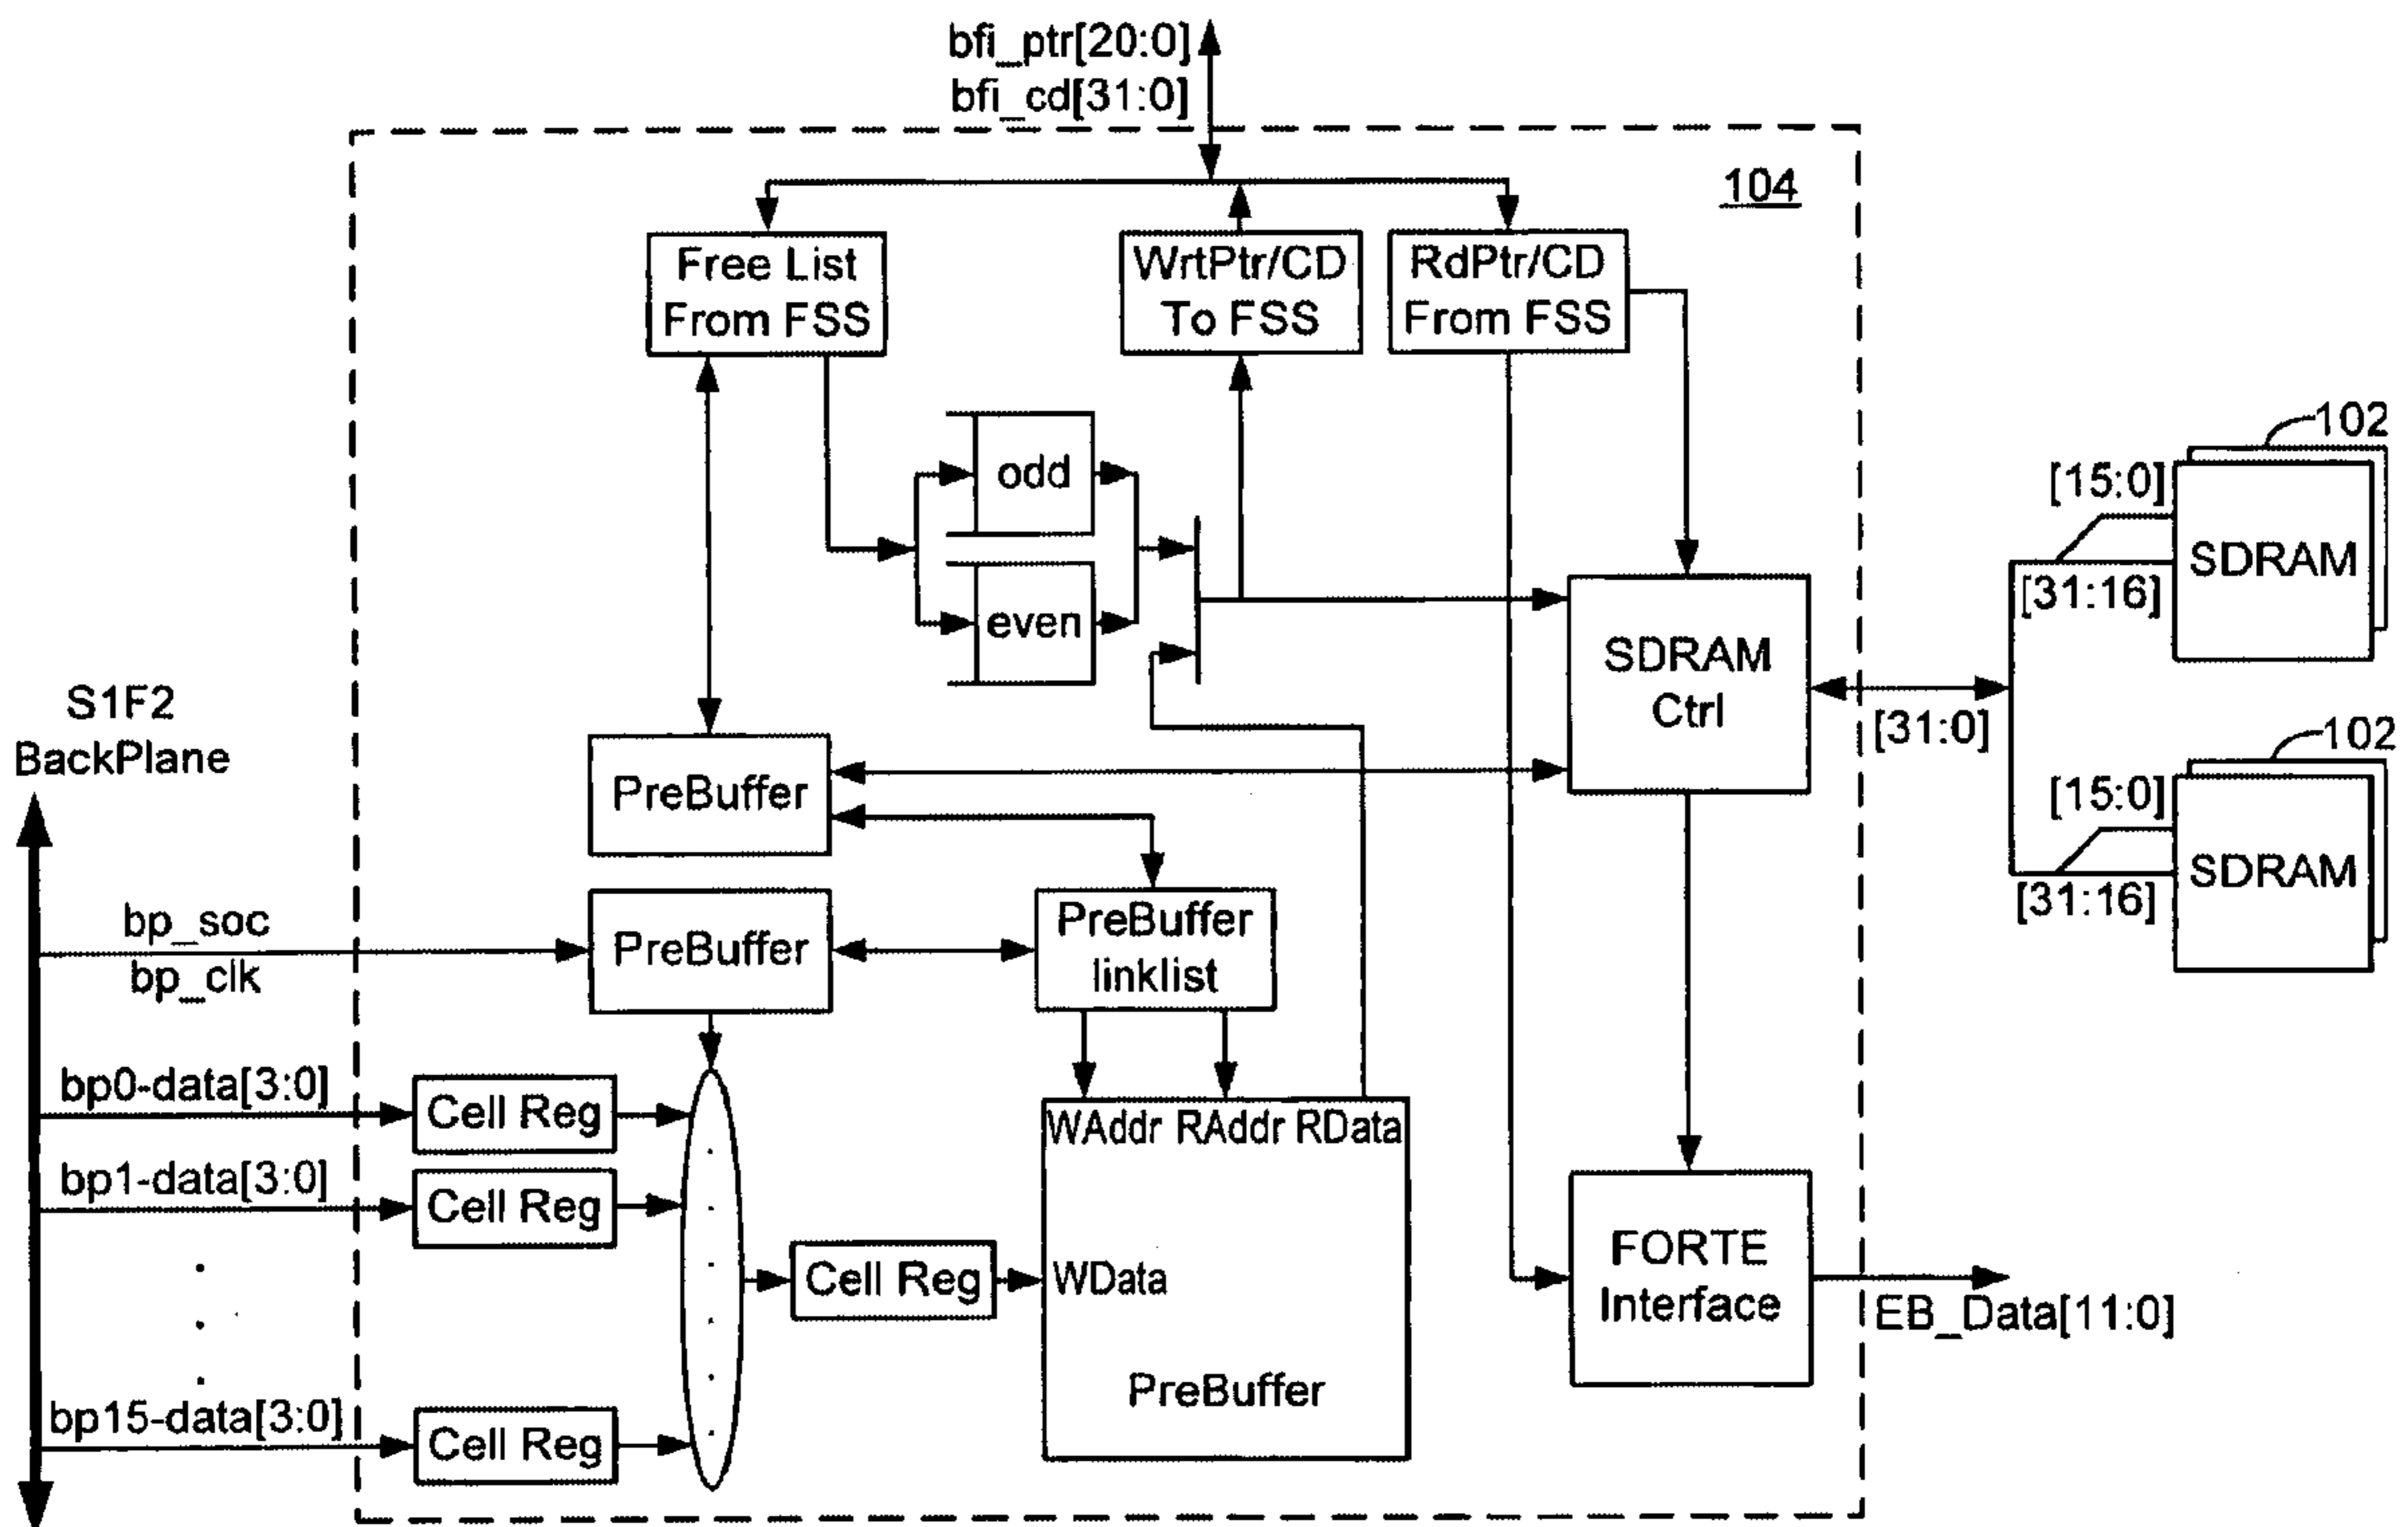 bfi_ptr[20:0]
bfi_cd[31:0]
104
Free List
From FSS
WrtPtr/CD
To FSS
RdPtr/CD
From FSS
odd
even
102
[15:0]
SDRAM
[31:16]
SDRAM
Ctrl
[31:0]
102
[15:0]
SDRAM
[31:16]
S1F2
BackPlane
PreBuffer
bp_soc
bp_clk
PreBuffer
PreBuffer
linklist
bp0-data[3:0]
Cell Reg
bp1-data[3:0]
Cell Reg
bp15-data[3:0]
Cell Reg
Cell Reg
WAddr RAddr RData
WData
PreBuffer
FORTE
Interface
EB_Data[11:0]